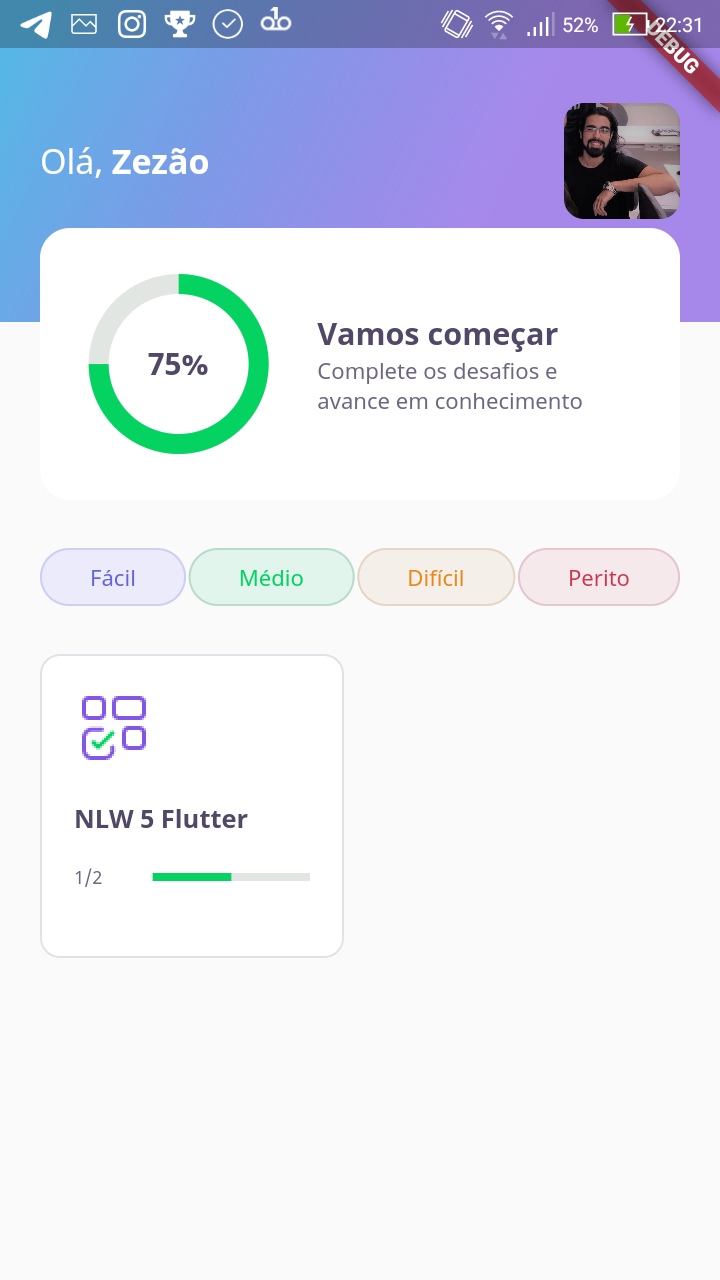 52% 22:31
DEBUG
Olá, Zezão
75%
Vamos começar
Complete os desafios e
avance em conhecimento
Fácil Médio Difícil Perito
NLW 5 Flutter
1/2